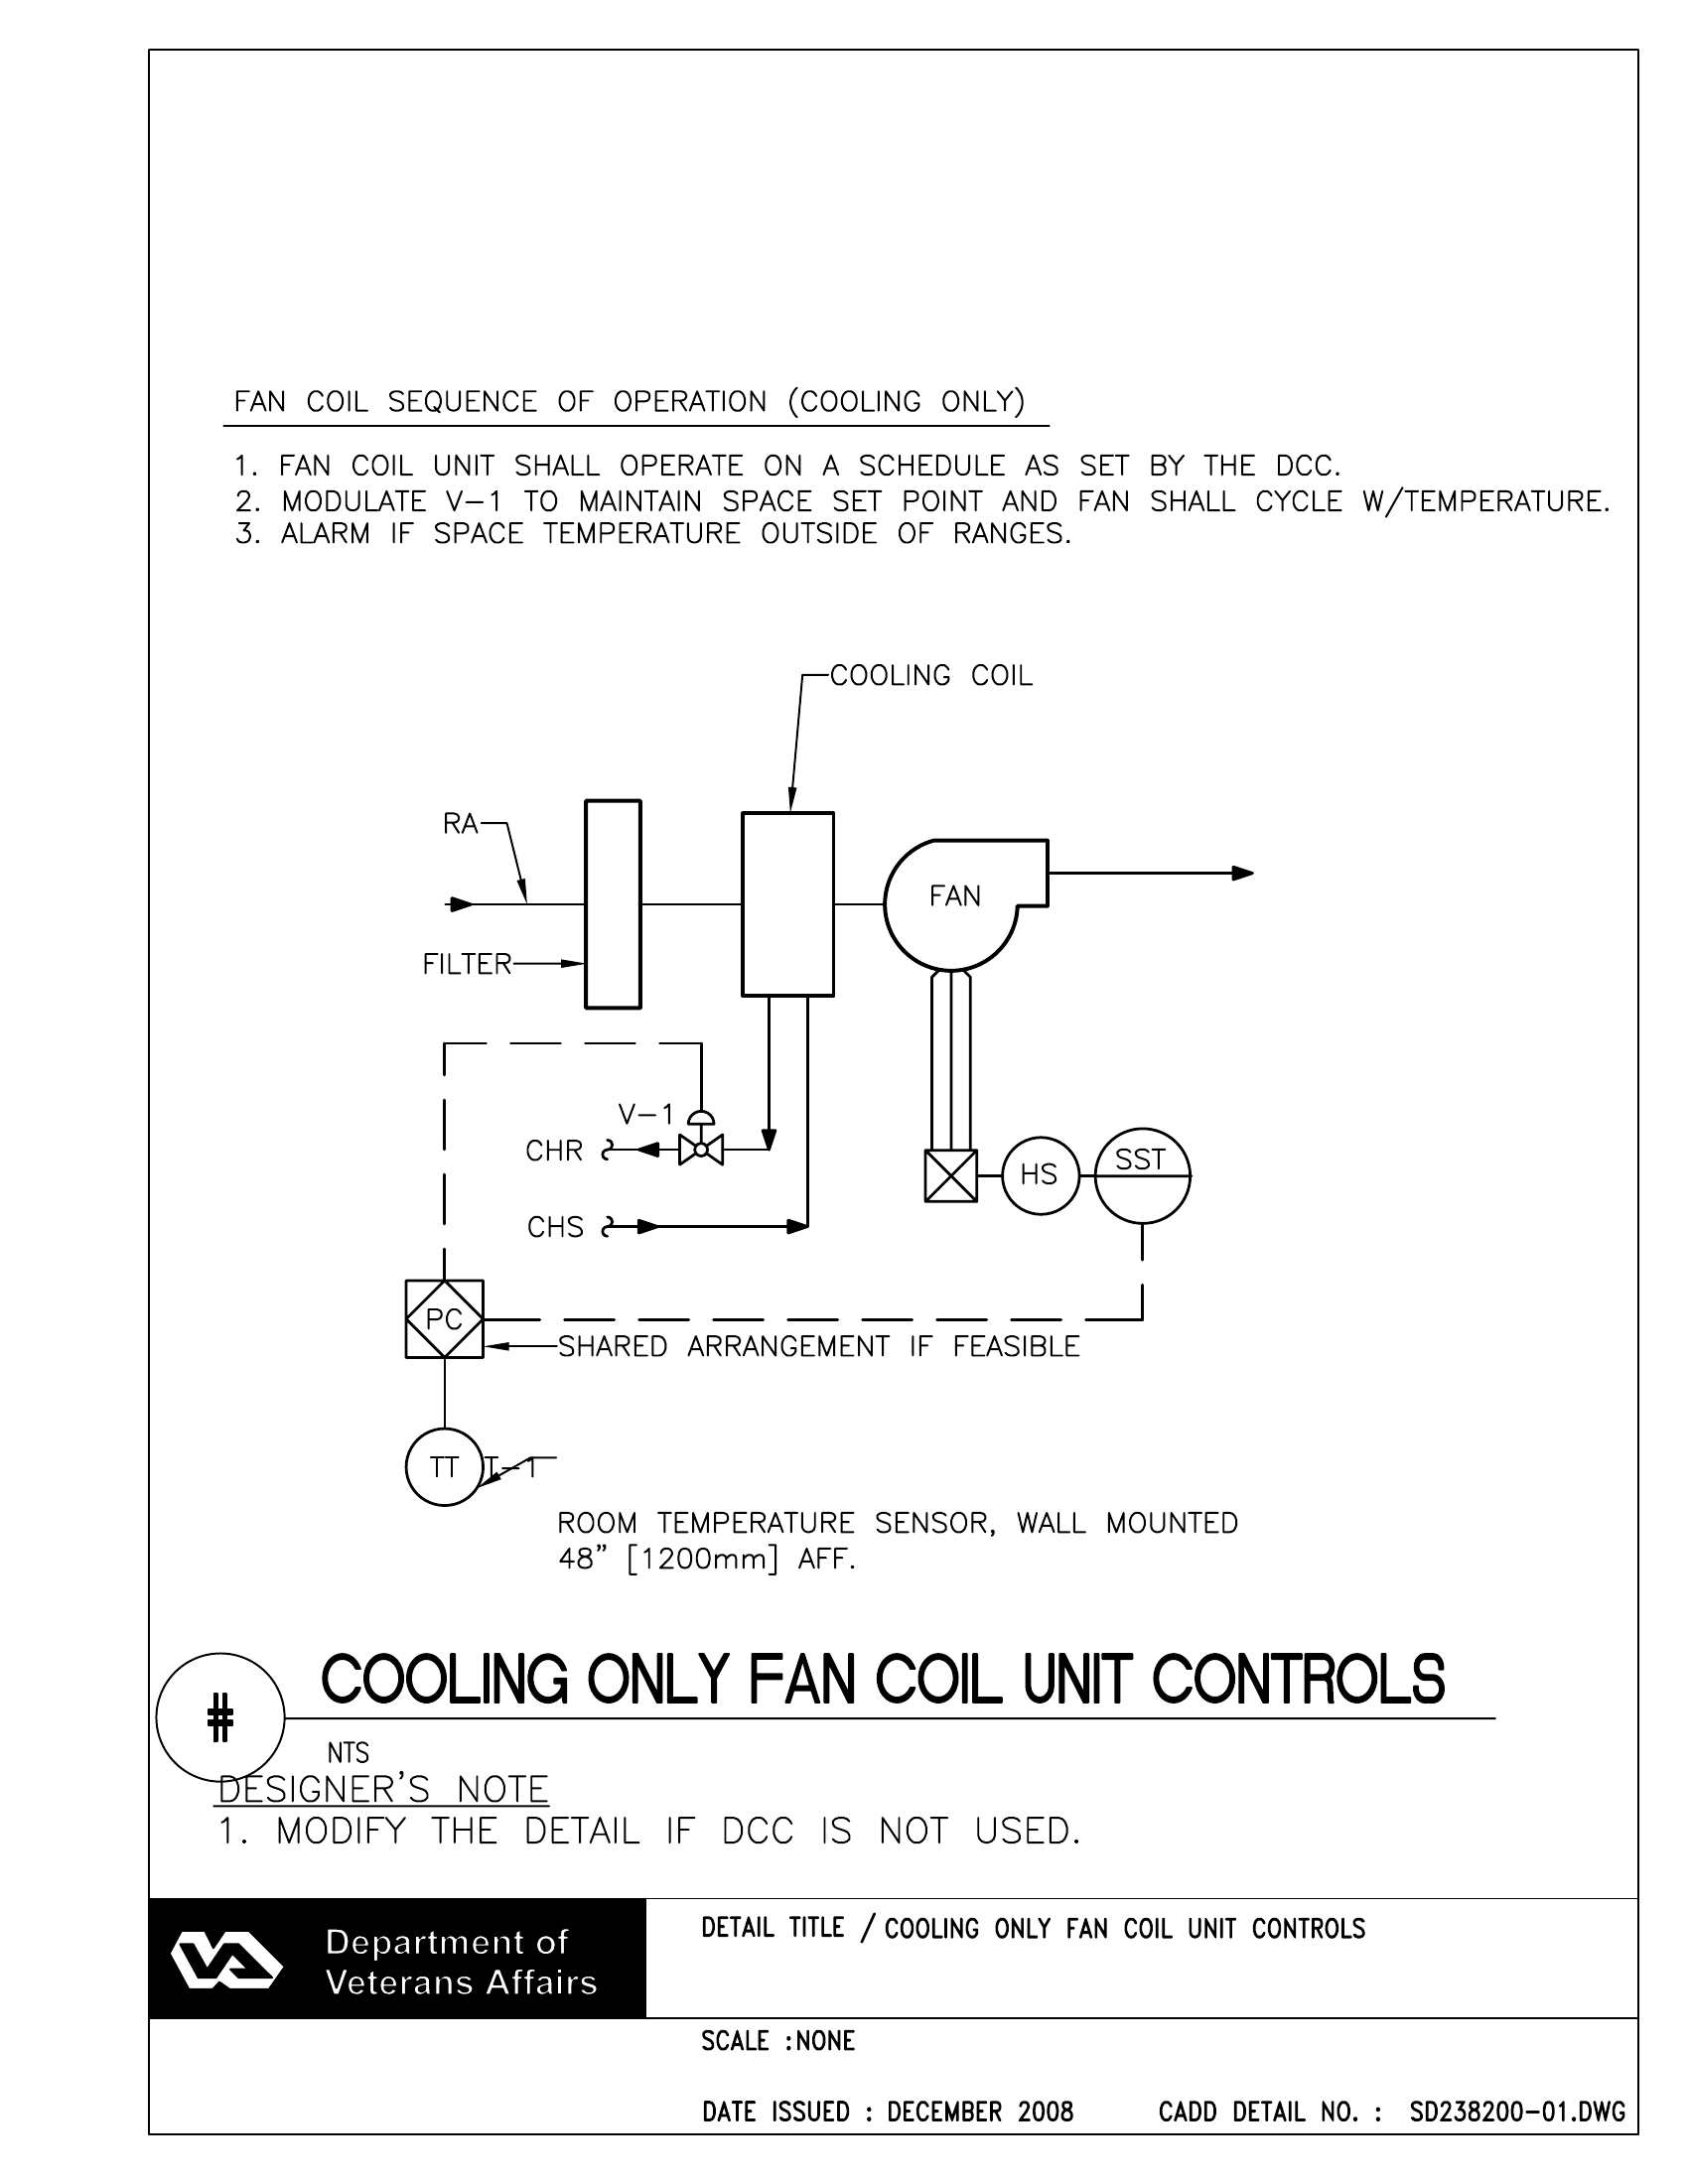 FAN COIL SEQUENCE OF OPERATION (COOLING ONLY)
1. FAN COIL UNIT SHALL OPERATE ON A SCHEDULE AS SET BY THE DCC.
2. MODULATE V-1 TO MAINTAIN SPACE SET POINT AND FAN SHALL CYCLE W/TEMPERATURE.
3. ALARM IF SPACE TEMPERATURE OUTSIDE OF RANGES.
COOLING COIL
RA
FAN
FILTER
V-1
CHR
HS
SST
CHS
PC
SHARED ARRANGEMENT IF FEASIBLE
TT
T-1
ROOM TEMPERATURE SENSOR, WALL MOUNTED
48" [1200mm] AFF.
# COOLING ONLY FAN COIL UNIT CONTROLS
NTS
DESIGNER'S NOTE
1. MODIFY THE DETAIL IF DCC IS NOT USED.
VA
Department of
Veterans Affairs
DETAIL TITLE / COOLING ONLY FAN COIL UNIT CONTROLS
SCALE :NONE
DATE ISSUED : DECEMBER 2008
CADD DETAIL NO. : SD238200-01.DWG